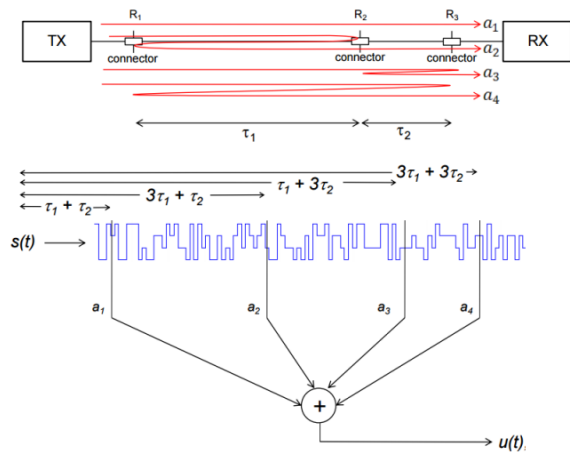 R₁ R₂ R₃ a₁
TX RX
connector connector connector a₂
a₃
a₄
τ₁ τ₂
3τ₁ + 3τ₂
τ₁ + 3τ₂
3τ₁ + τ₂
τ₁ + τ₂
s(t)
a₁ a₂ a₃ a₄
+
u(t).